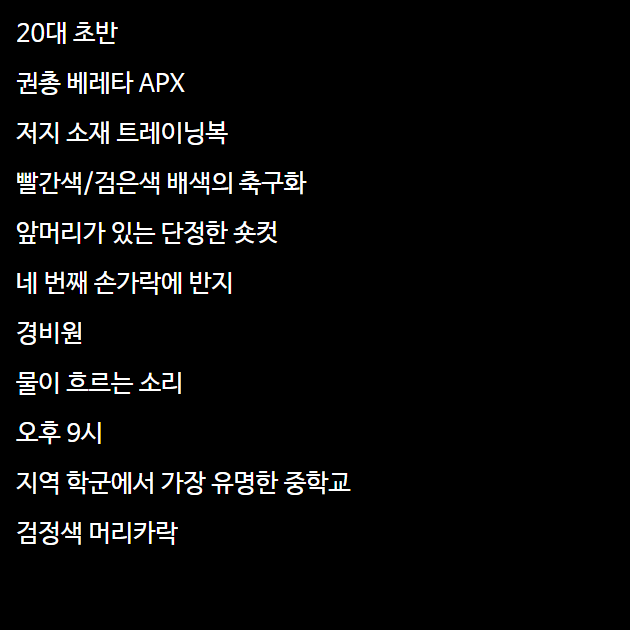 20대 초반
권총 베레타 APX
저지 소재 트레이닝복
빨간색/검은색 배색의 축구화
앞머리가 있는 단정한 숏컷
네 번째 손가락에 반지
경비원
물이 흐르는 소리
오후 9시
지역 학군에서 가장 유명한 중학교
검정색 머리카락